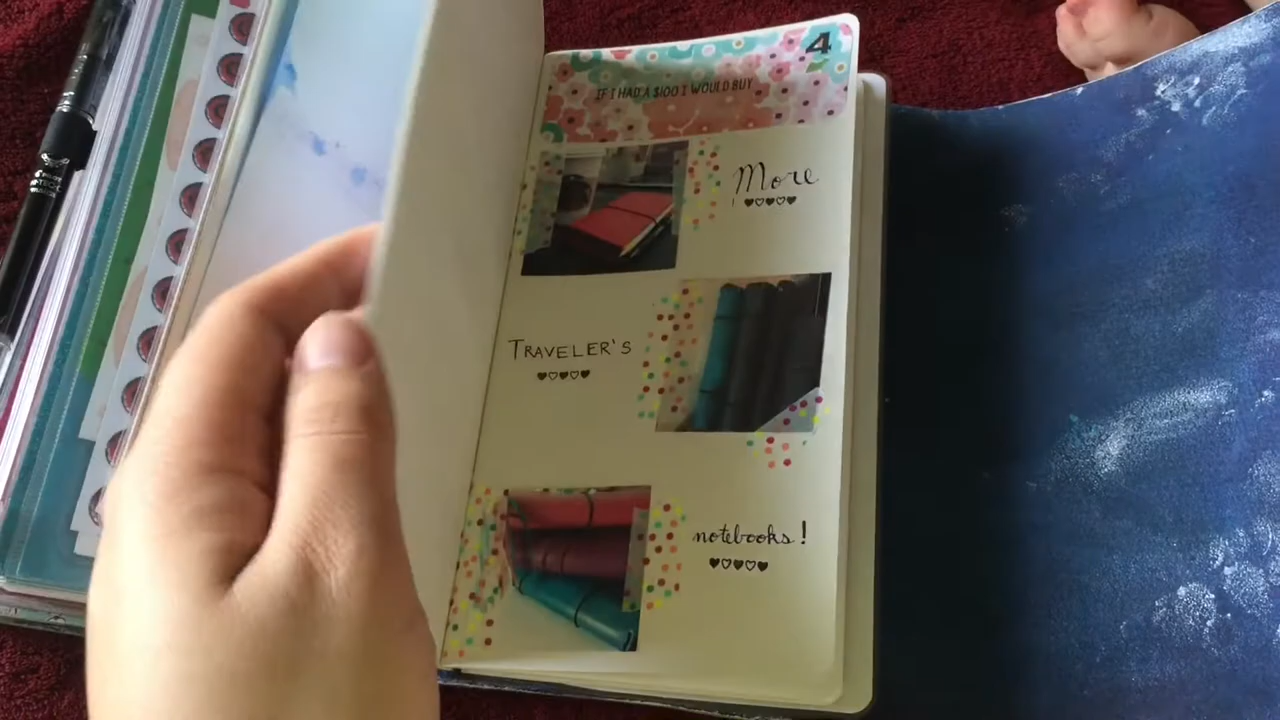 4
IF I HAD A $100 I WOULD BUY
More
TRAVELER'S
notebooks!